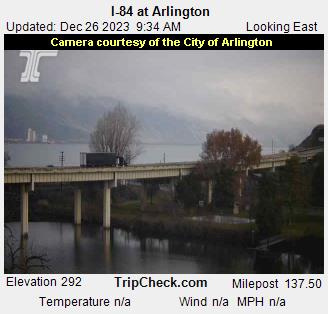 I-84 at Arlington
Updated: Dec 26 2023 9:34 AM Looking East
Camera courtesy of the City of Arlington
Elevation 292 TripCheck.com Milepost 137.50
Temperature n/a Wind n/a MPH n/a